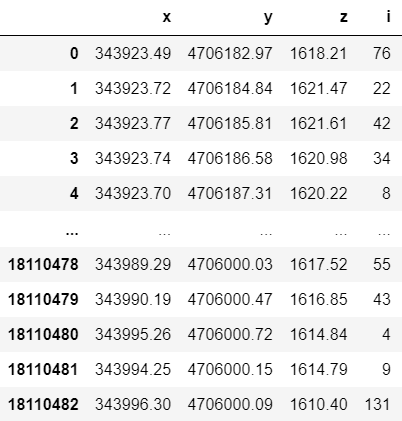 x y z i
0 343923.49 4706182.97 1618.21 76
1 343923.72 4706184.84 1621.47 22
2 343923.77 4706185.81 1621.61 42
3 343923.74 4706186.58 1620.98 34
4 343923.70 4706187.31 1620.22 8
... ... ... ... ...
18110478 343989.29 4706000.03 1617.52 55
18110479 343990.19 4706000.47 1616.85 43
18110480 343995.26 4706000.72 1614.84 4
18110481 343994.25 4706000.15 1614.79 9
18110482 343996.30 4706000.09 1610.40 131